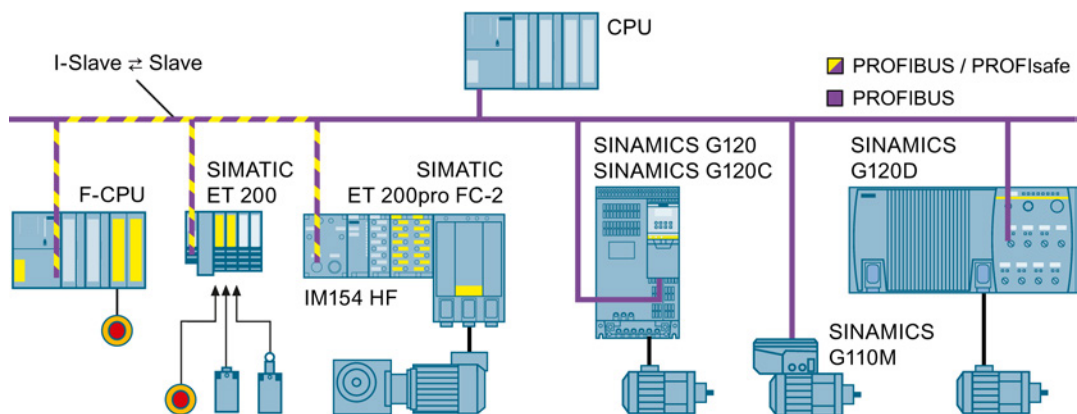 CPU
I-Slave ⇄ Slave
PROFIBUS / PROFIsafe
PROFIBUS
F-CPU
SIMATIC
ET 200
SIMATIC
ET 200pro FC-2
IM154 HF
SINAMICS G120
SINAMICS G120C
SINAMICS
G120D
SINAMICS
G110M